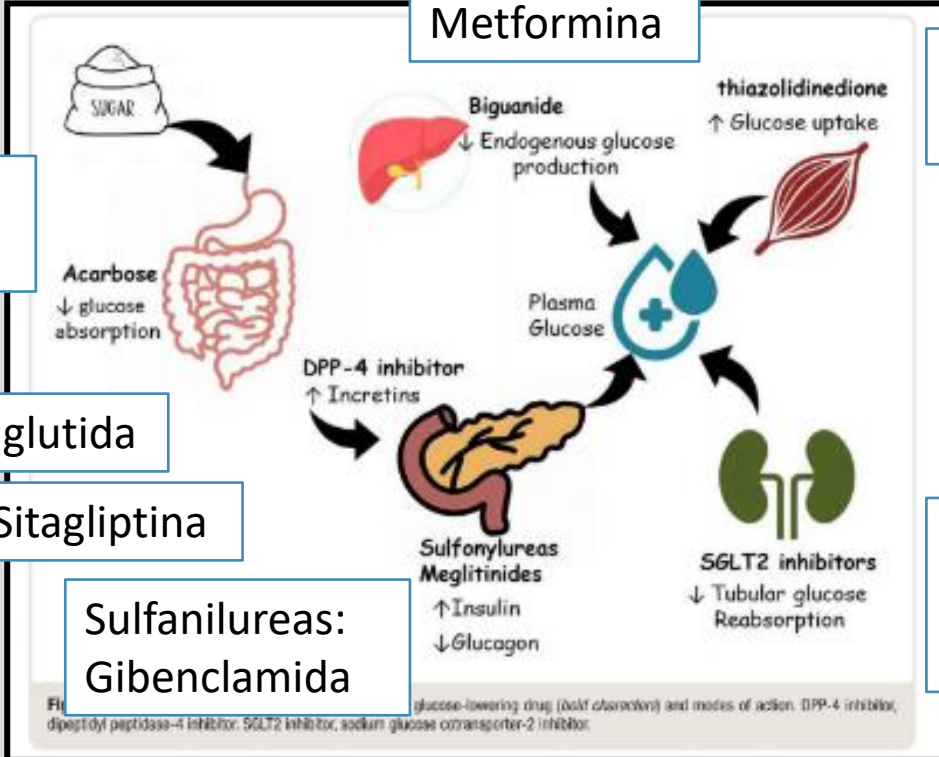 Metformina
SUGAR
Biguanide
↓ Endogenous glucose
production
thiazolidinedione
↑ Glucose uptake
Acarbose
↓ glucose
absorption
Plasma
Glucose
DPP-4 inhibitor
↑ Incretins
glutida
Sitagliptina
Sulfonylureas
Meglitinides
↑Insulin
↓Glucagon
SGLT2 inhibitors
↓ Tubular glucose
Reabsorption
Sulfanilureas:
Gibenclamida
glucose-lowering drug (bold characters) and modes of action. DPP-4 inhibitor,
dipeptidyl peptidase-4 inhibitor. SGLT2 inhibitor, sodium glucose cotransporter-2 inhibitor.